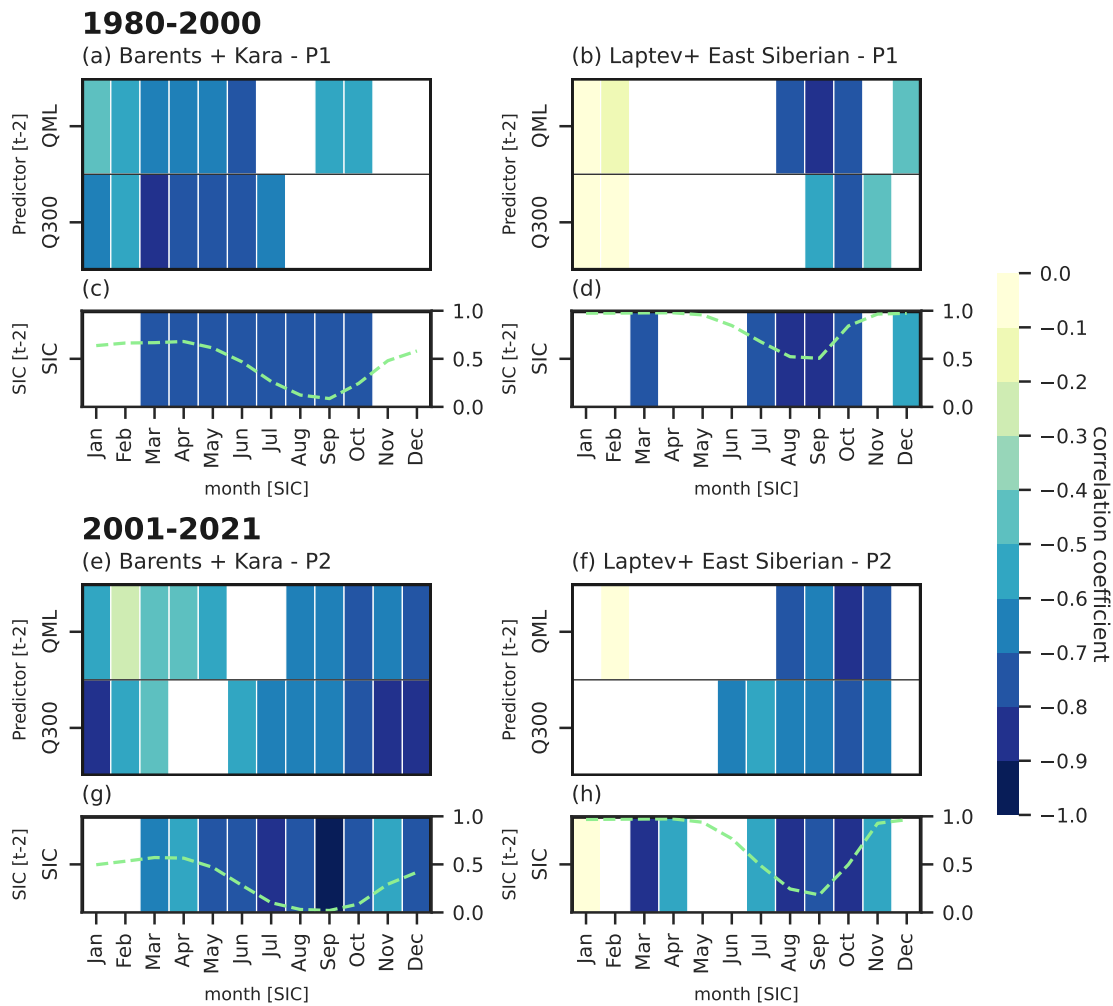 1980-2000
(a) Barents + Kara - P1
(b) Laptev+ East Siberian - P1
Predictor [t-2]
QML
Q300
Predictor [t-2]
QML
Q300
(c)
(d)
SIC [t-2]
SIC
1.0
0.5
0.0
SIC [t-2]
SIC
1.0
0.5
0.0
Jan Feb Mar Apr May Jun Jul Aug Sep Oct Nov Dec
Jan Feb Mar Apr May Jun Jul Aug Sep Oct Nov Dec
month [SIC]
month [SIC]
2001-2021
(e) Barents + Kara - P2
(f) Laptev+ East Siberian - P2
Predictor [t-2]
QML
Q300
Predictor [t-2]
QML
Q300
(g)
(h)
SIC [t-2]
SIC
1.0
0.5
0.0
SIC [t-2]
SIC
1.0
0.5
0.0
Jan Feb Mar Apr May Jun Jul Aug Sep Oct Nov Dec
Jan Feb Mar Apr May Jun Jul Aug Sep Oct Nov Dec
month [SIC]
month [SIC]
0.0
−0.1
−0.2
−0.3
−0.4
−0.5
−0.6
−0.7
−0.8
−0.9
−1.0
correlation coefficient